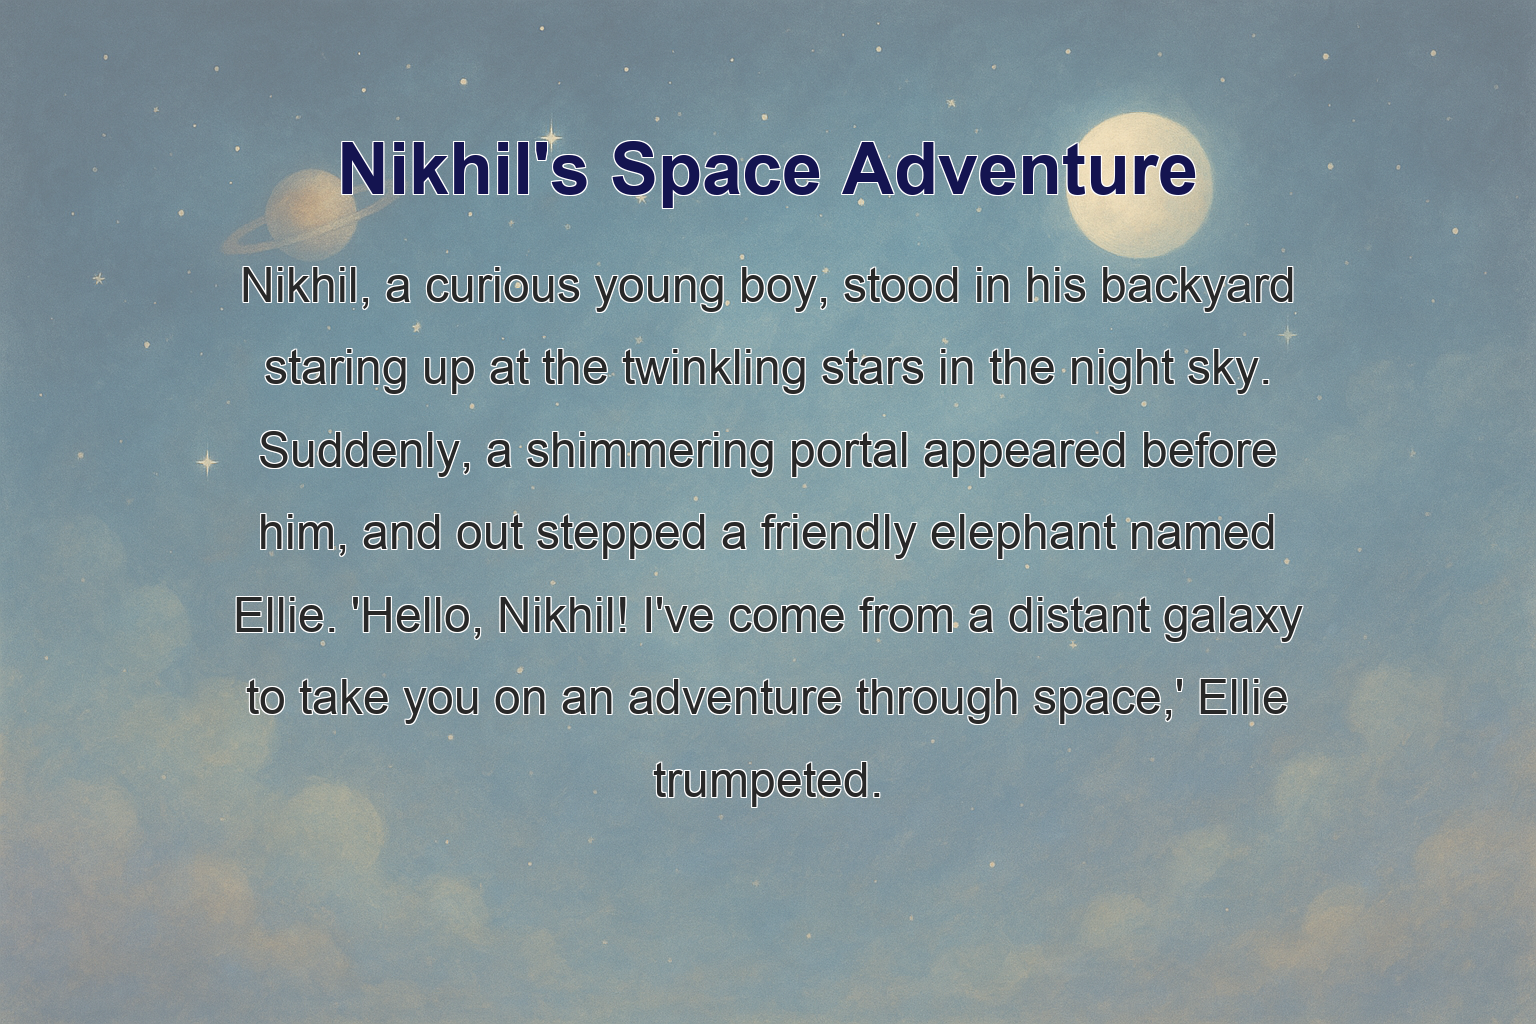 Nikhil's Space Adventure
Nikhil, a curious young boy, stood in his backyard
staring up at the twinkling stars in the night sky.
Suddenly, a shimmering portal appeared before
him, and out stepped a friendly elephant named
Ellie. 'Hello, Nikhil! I've come from a distant galaxy
to take you on an adventure through space,' Ellie
trumpeted.